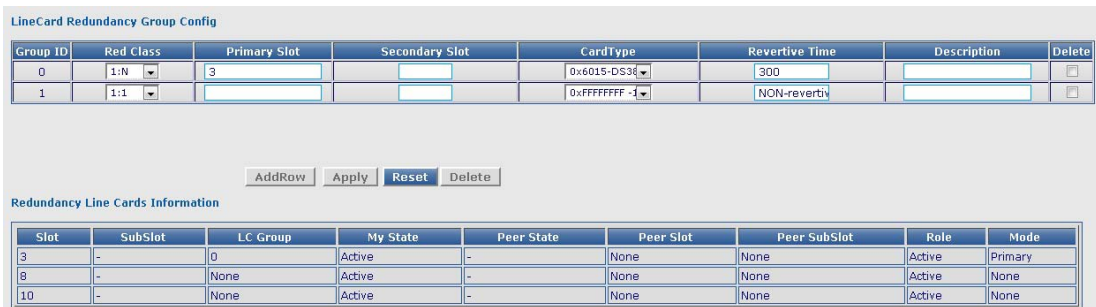 LineCard Redundancy Group Config
Group ID Red Class Primary Slot Secondary Slot CardType Revertive Time Description Delete
0 1:N 3 0x6015-DS38 300
1 1:1 0xFFFFFFFF -1 NON-revertiv
AddRow Apply Reset Delete
Redundancy Line Cards Information
Slot SubSlot LC Group My State Peer State Peer Slot Peer SubSlot Role Mode
3 - 0 Active - None None Active Primary
8 - None Active - None None Active None
10 - None Active - None None Active None